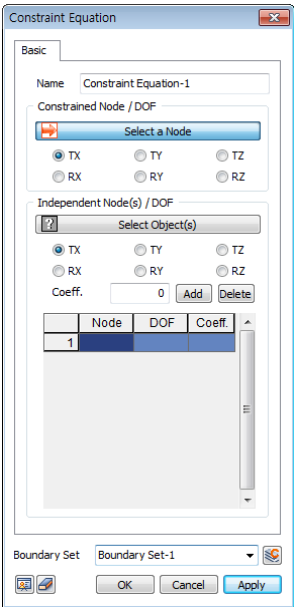 Constraint Equation
Basic
Name Constraint Equation-1
Constrained Node / DOF
Select a Node
TX TY TZ
RX RY RZ
Independent Node(s) / DOF
? Select Object(s)
TX TY TZ
RX RY RZ
Coeff. 0 Add Delete
Node DOF Coeff.
1
Boundary Set Boundary Set-1
OK Cancel Apply